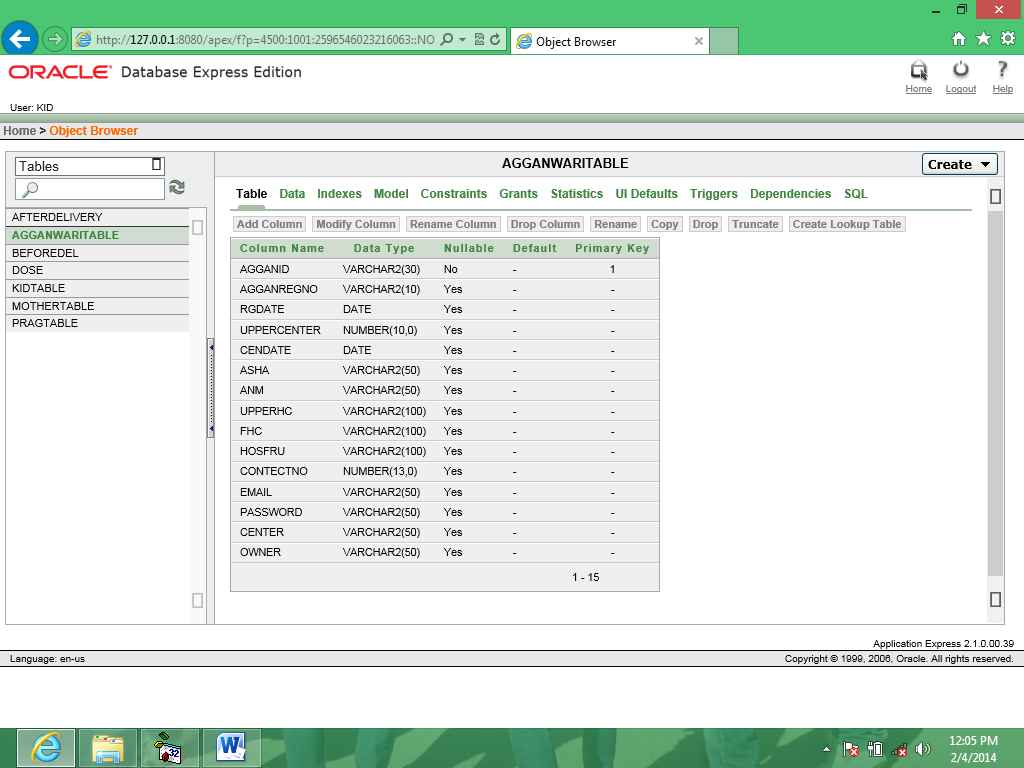 http://127.0.0.1:8080/apex/f?p=4500:1001:2596546023216063::NO
Object Browser
ORACLE Database Express Edition
Home Logout Help
User: KID
Home > Object Browser
Tables
AGGANWARITABLE
Create
Table Data Indexes Model Constraints Grants Statistics UI Defaults Triggers Dependencies SQL
AFTERDELIVERY
AGGANWARITABLE
BEFOREDEL
DOSE
KIDTABLE
MOTHERTABLE
PRAGTABLE
Add Column Modify Column Rename Column Drop Column Rename Copy Drop Truncate Create Lookup Table
Column Name Data Type Nullable Default Primary Key
AGGANID VARCHAR2(30) No - 1
AGGANREGNO VARCHAR2(10) Yes - -
RGDATE DATE Yes - -
UPPERCENTER NUMBER(10,0) Yes - -
CENDATE DATE Yes - -
ASHA VARCHAR2(50) Yes - -
ANM VARCHAR2(50) Yes - -
UPPERHC VARCHAR2(100) Yes - -
FHC VARCHAR2(100) Yes - -
HOSFRU VARCHAR2(100) Yes - -
CONTECTNO NUMBER(13,0) Yes - -
EMAIL VARCHAR2(50) Yes - -
PASSWORD VARCHAR2(50) Yes - -
CENTER VARCHAR2(50) Yes - -
OWNER VARCHAR2(50) Yes - -
1 - 15
Application Express 2.1.0.00.39
Language: en-us
Copyright © 1999, 2006, Oracle. All rights reserved.
32
W
12:05 PM
2/4/2014